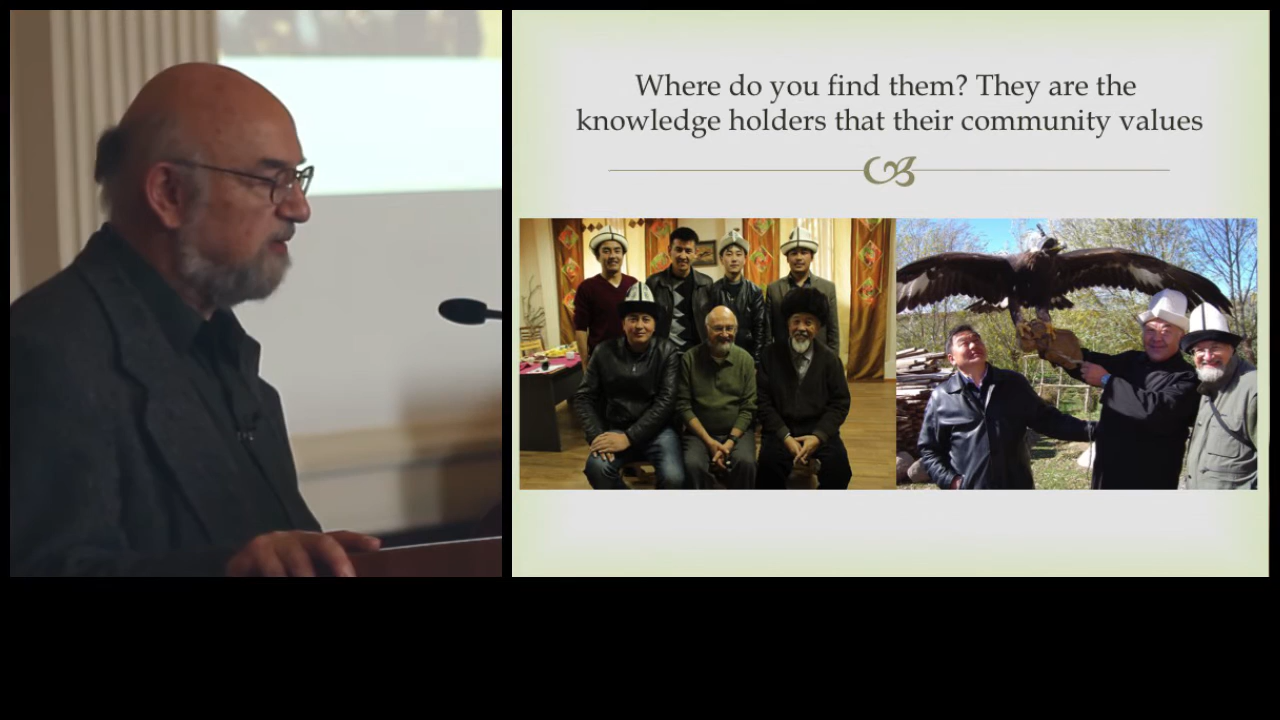 Where do you find them? They are the
knowledge holders that their community values